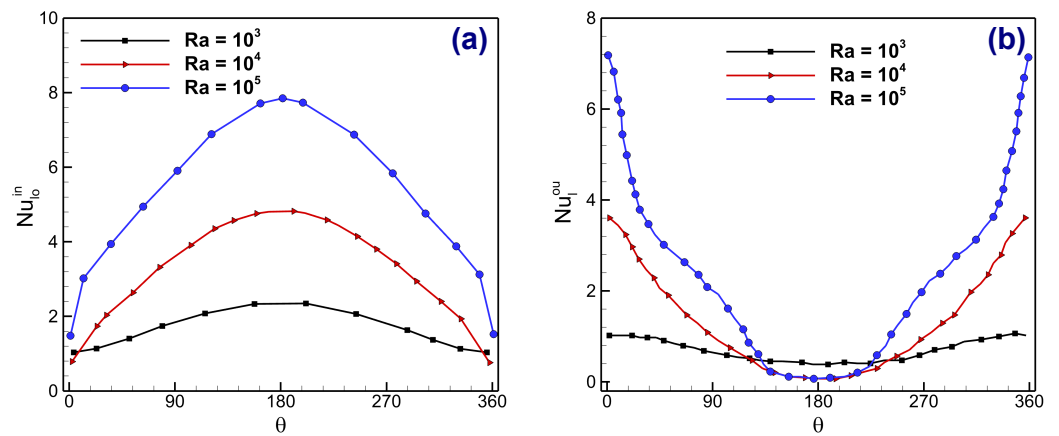 (a)
Ra = 10³
Ra = 10⁴
Ra = 10⁵
10
8
6
4
2
0
0 90 180 270 360
θ
Nu_lo^in
(b)
Ra = 10³
Ra = 10⁴
Ra = 10⁵
8
6
4
2
0
0 90 180 270 360
θ
Nu_l^ou